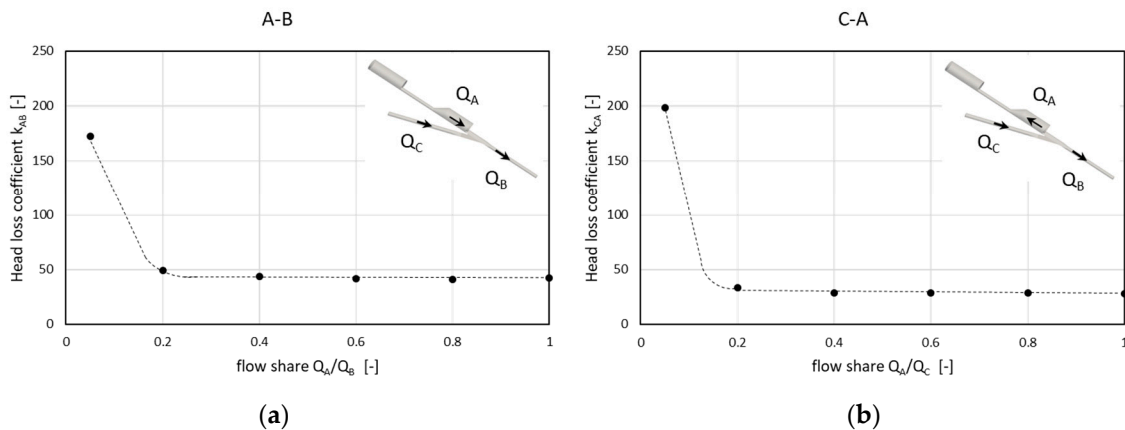 A-B
Head loss coefficient k_AB [-]
250
200
150
100
50
0
0 0.2 0.4 0.6 0.8 1
flow share Q_A/Q_B [-]
Q_A
Q_C
Q_B
(a)
C-A
Head loss coefficient k_CA [-]
250
200
150
100
50
0
0 0.2 0.4 0.6 0.8 1
flow share Q_A/Q_C [-]
Q_A
Q_C
Q_B
(b)